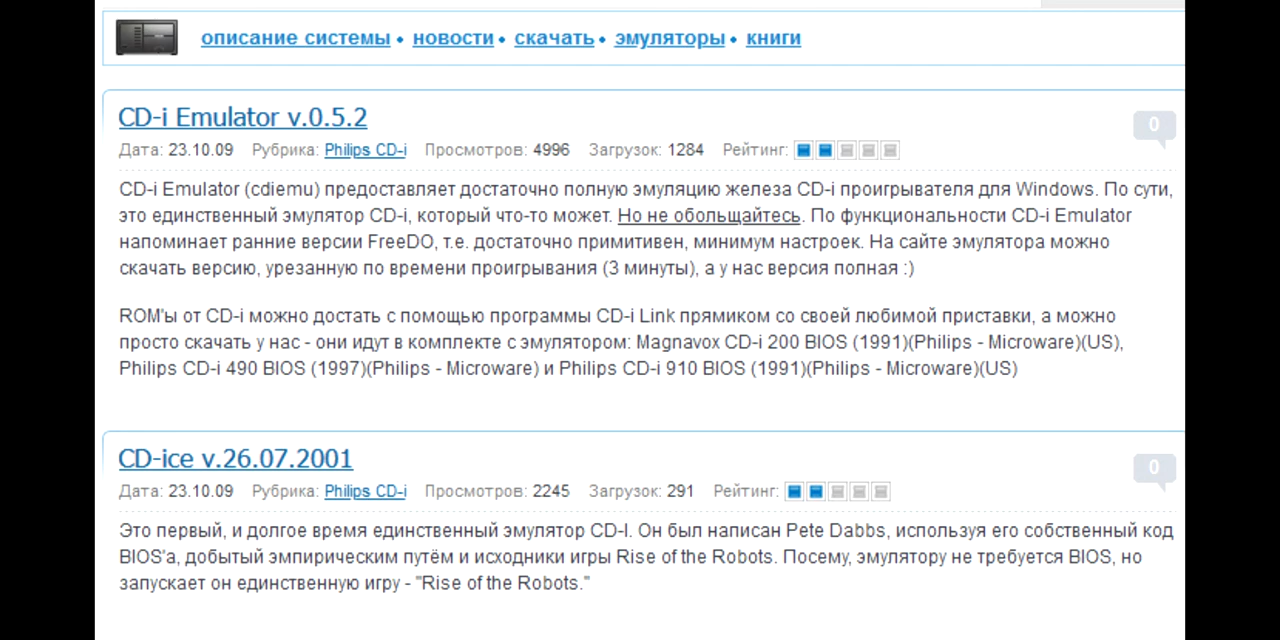 описание системы • новости • скачать • эмуляторы • книги
CD-i Emulator v.0.5.2
0
Дата: 23.10.09 Рубрика: Philips CD-i Просмотров: 4996 Загрузок: 1284 Рейтинг:
CD-i Emulator (cdiemu) предоставляет достаточно полную эмуляцию железа CD-i проигрывателя для Windows. По сути,
это единственный эмулятор CD-i, который что-то может. Но не обольщайтесь. По функциональности CD-i Emulator
напоминает ранние версии FreeDO, т.е. достаточно примитивен, минимум настроек. На сайте эмулятора можно
скачать версию, урезанную по времени проигрывания (3 минуты), а у нас версия полная :)
ROM'ы от CD-i можно достать с помощью программы CD-i Link прямиком со своей любимой приставки, а можно
просто скачать у нас - они идут в комплекте с эмулятором: Magnavox CD-i 200 BIOS (1991)(Philips - Microware)(US),
Philips CD-i 490 BIOS (1997)(Philips - Microware) и Philips CD-i 910 BIOS (1991)(Philips - Microware)(US)
CD-ice v.26.07.2001
0
Дата: 23.10.09 Рубрика: Philips CD-i Просмотров: 2245 Загрузок: 291 Рейтинг:
Это первый, и долгое время единственный эмулятор CD-I. Он был написан Pete Dabbs, используя его собственный код
BIOS'а, добытый эмпирическим путём и исходники игры Rise of the Robots. Посему, эмулятору не требуется BIOS, но
запускает он единственную игру - "Rise of the Robots."